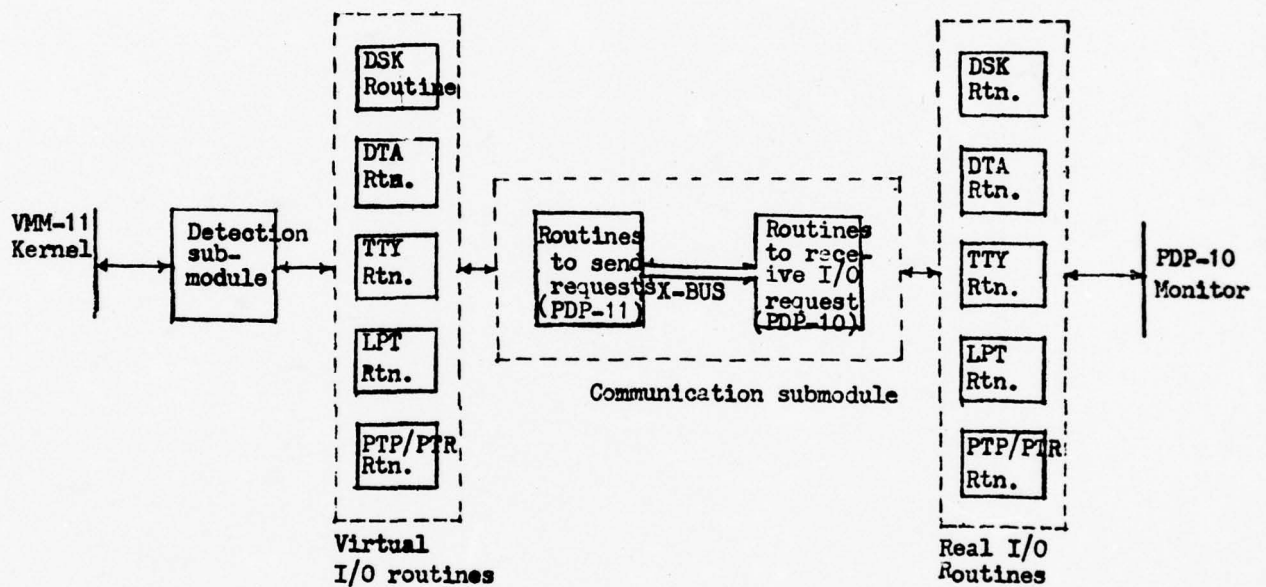 VMM-11
Kernel
Detection
sub-
module
DSK
Routine
DTA
Rtn.
TTY
Rtn.
LPT
Rtn.
PTP/PTR
Rtn.
Virtual
I/O routines
Routines
to send
requests
(PDP-11)
X-BUS
Routines
to rece-
ive I/O
request
(PDP-10)
Communication submodule
DSK
Rtn.
DTA
Rtn.
TTY
Rtn.
LPT
Rtn.
PTP/PTR
Rtn.
Real I/O
Routines
PDP-10
Monitor